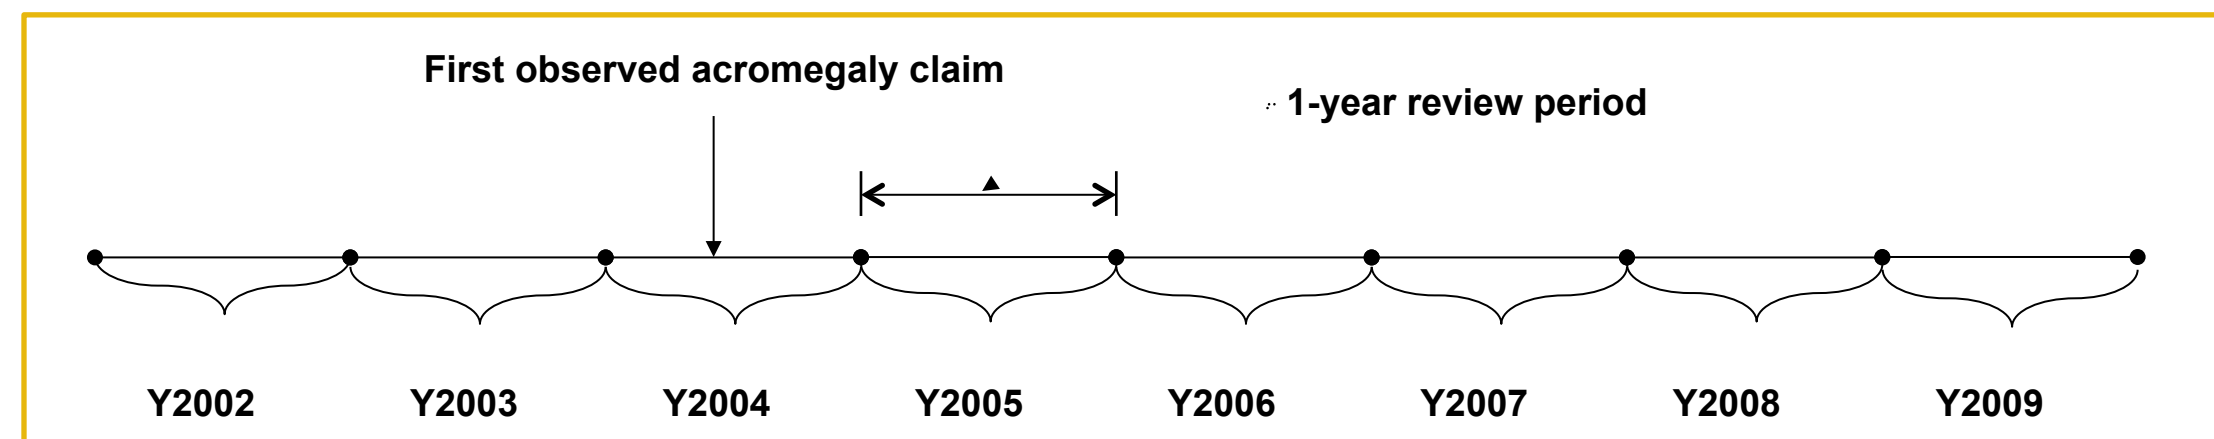 First observed acromegaly claim
1-year review period
Y2002 Y2003 Y2004 Y2005 Y2006 Y2007 Y2008 Y2009